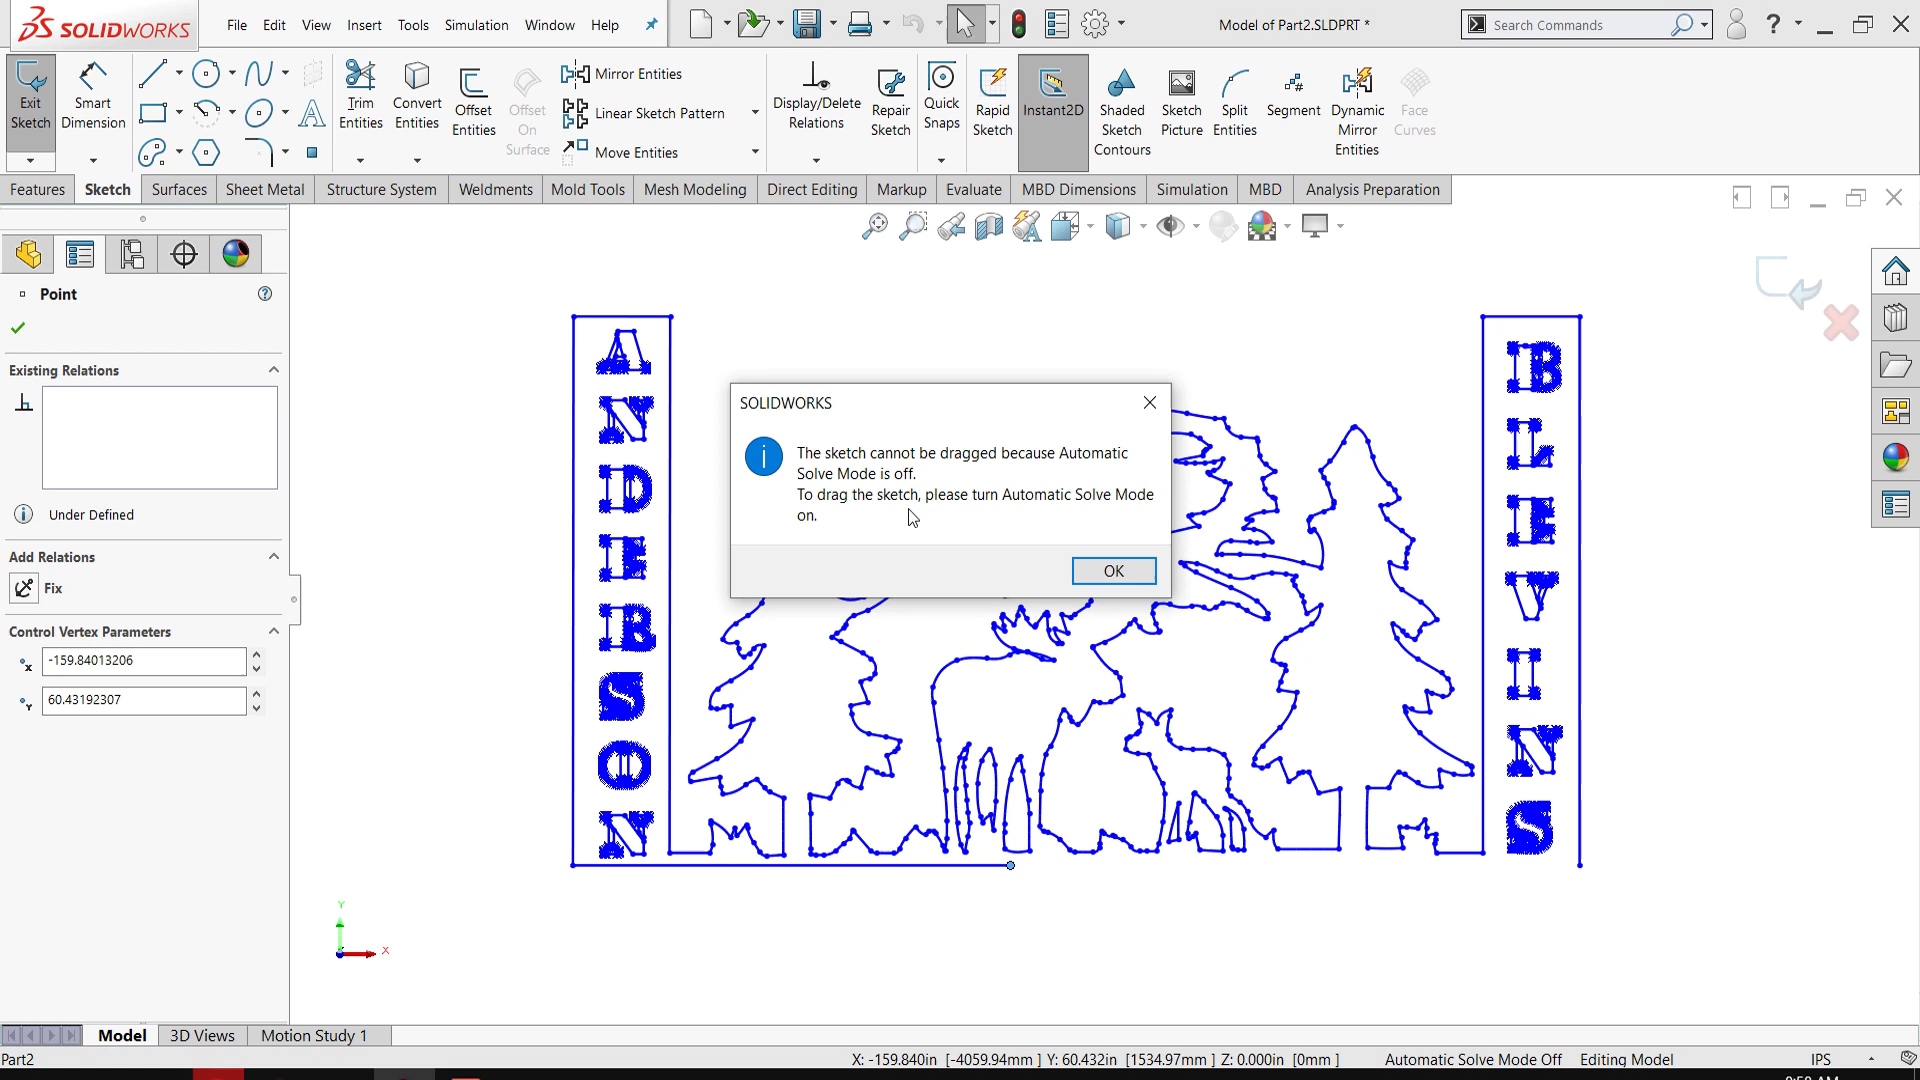 SOLIDWORKS
File Edit View Insert Tools Simulation Window Help
Model of Part2.SLDPRT *
Search Commands
Exit Sketch
Smart Dimension
Trim Entities
Convert Entities
Offset Entities
Offset On Surface
Mirror Entities
Linear Sketch Pattern
Move Entities
Display/Delete Relations
Repair Sketch
Quick Snaps
Rapid Sketch
Instant2D
Shaded Sketch Contours
Sketch Picture
Split Entities
Segment
Dynamic Mirror Entities
Face Curves
Features Sketch Surfaces Sheet Metal Structure System Weldments Mold Tools Mesh Modeling Direct Editing Markup Evaluate MBD Dimensions Simulation MBD Analysis Preparation
Point
Existing Relations
Under Defined
Add Relations
Fix
Control Vertex Parameters
X -159.84013206
Y 60.43192307
A
N
D
E
R
S
O
N
SOLIDWORKS
The sketch cannot be dragged because Automatic
Solve Mode is off.
To drag the sketch, please turn Automatic Solve Mode
on.
OK
B
L
E
V
I
N
S
Y
X
Model 3D Views Motion Study 1
Part2
X: -159.840in [-4059.94mm ] Y: 60.432in [1534.97mm ] Z: 0.000in [0mm ] Automatic Solve Mode Off Editing Model IPS